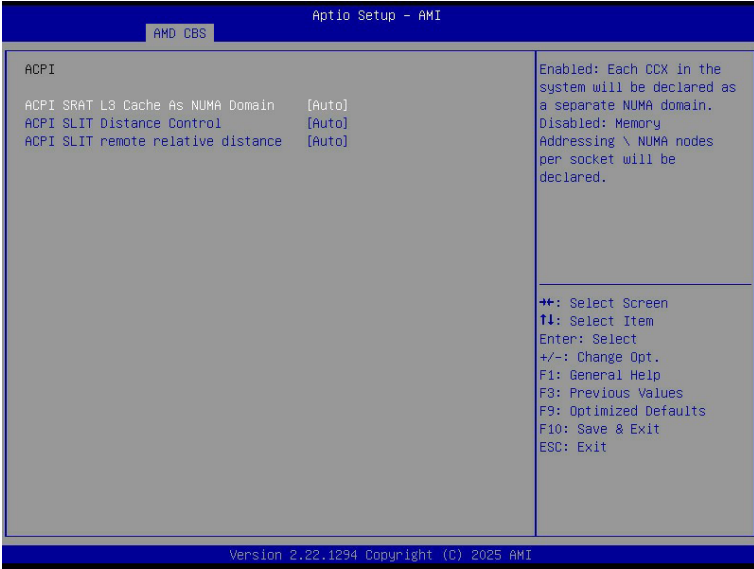 Aptio Setup – AMI
AMD CBS
ACPI
ACPI SRAT L3 Cache As NUMA Domain [Auto]
ACPI SLIT Distance Control [Auto]
ACPI SLIT remote relative distance [Auto]
Enabled: Each CCX in the
system will be declared as
a separate NUMA domain.
Disabled: Memory
Addressing \ NUMA nodes
per socket will be
declared.
→←: Select Screen
↑↓: Select Item
Enter: Select
+/-: Change Opt.
F1: General Help
F3: Previous Values
F9: Optimized Defaults
F10: Save & Exit
ESC: Exit
Version 2.22.1294 Copyright (C) 2025 AMI